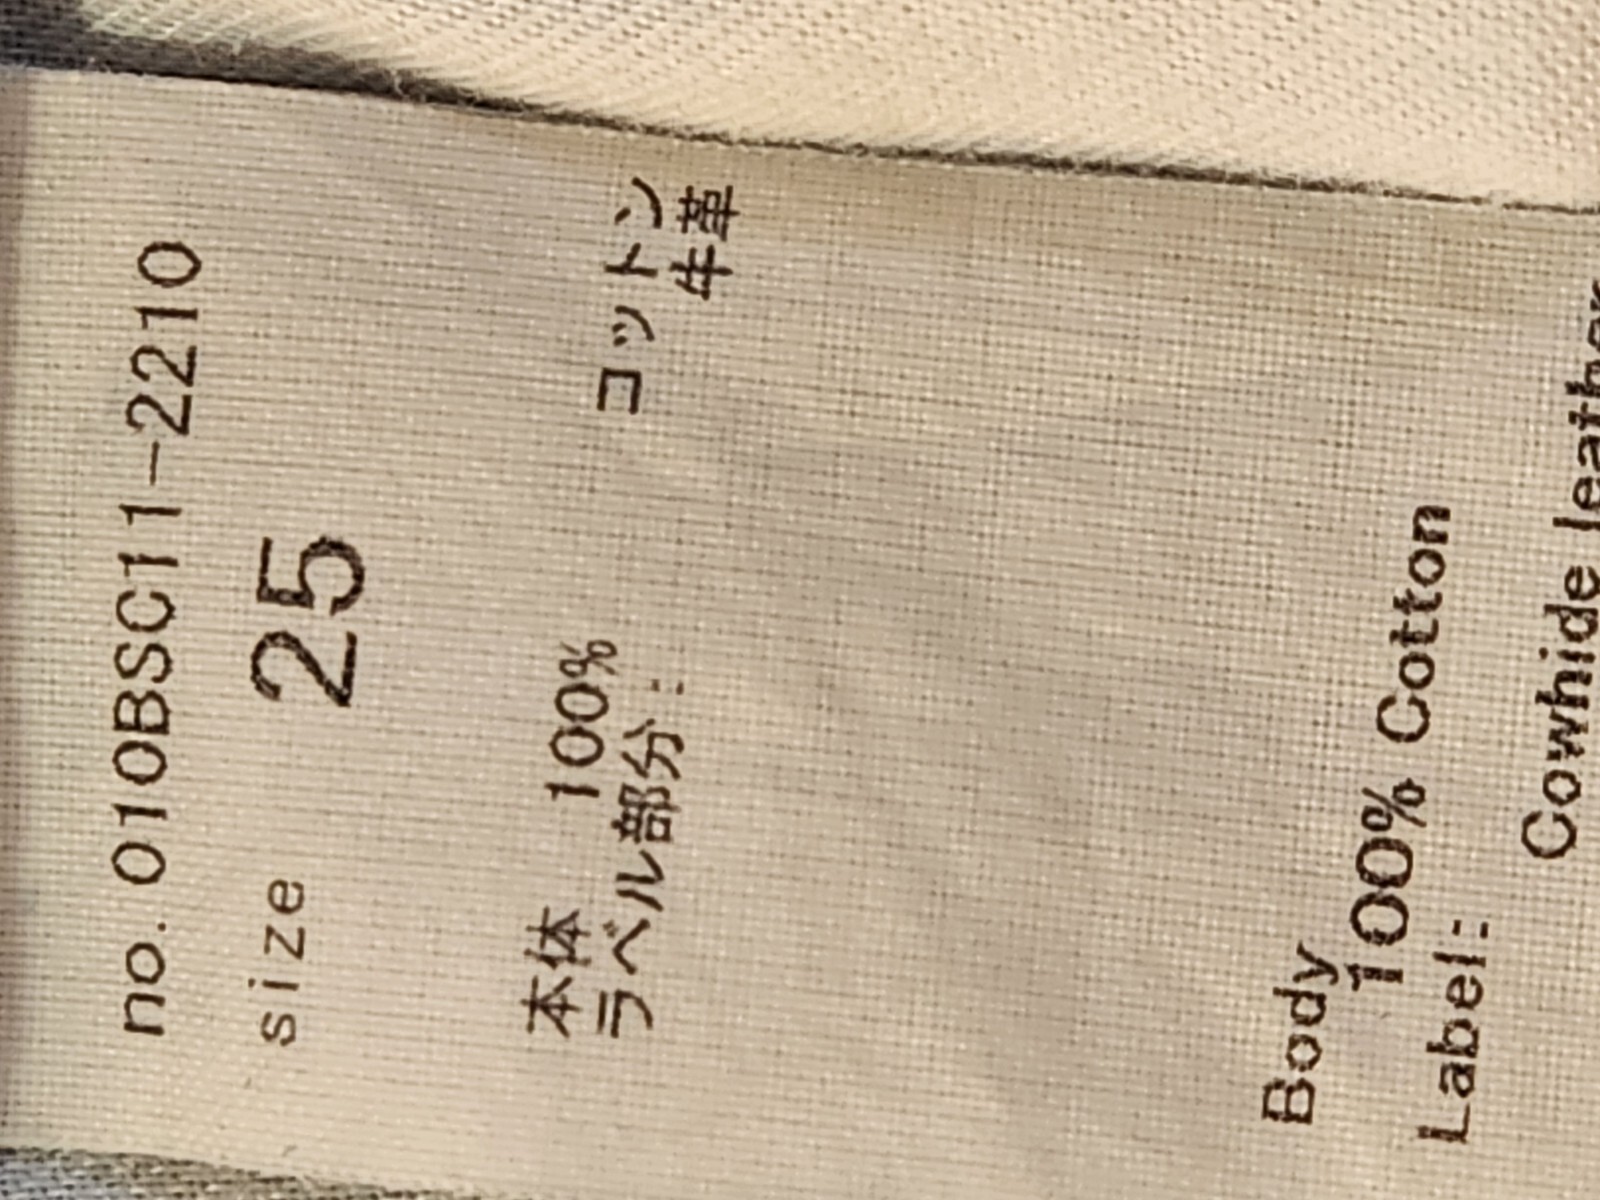 no. 010BSC11-2210
size 25
本体 100% コットン
ラベル部分: 牛革
Body
100% Cotton
Label:
Cowhide leather